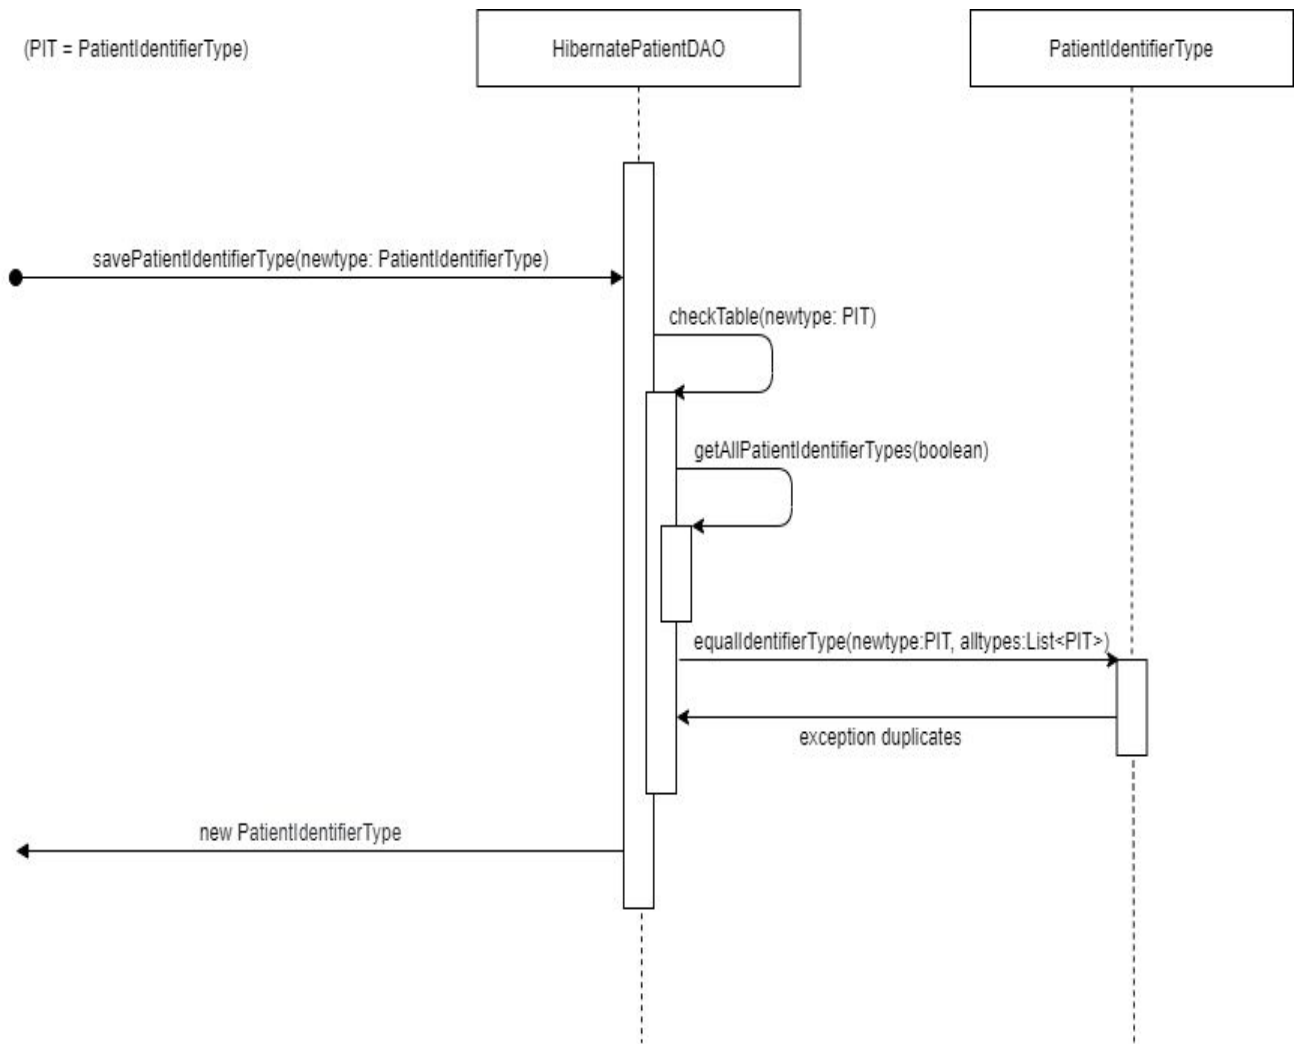 (PIT = PatientIdentifierType)
HibernatePatientDAO
PatientIdentifierType
savePatientIdentifierType(newtype: PatientIdentifierType)
checkTable(newtype: PIT)
getAllPatientIdentifierTypes(boolean)
equalIdentifierType(newtype:PIT, alltypes:List<PIT>)
exception duplicates
new PatientIdentifierType